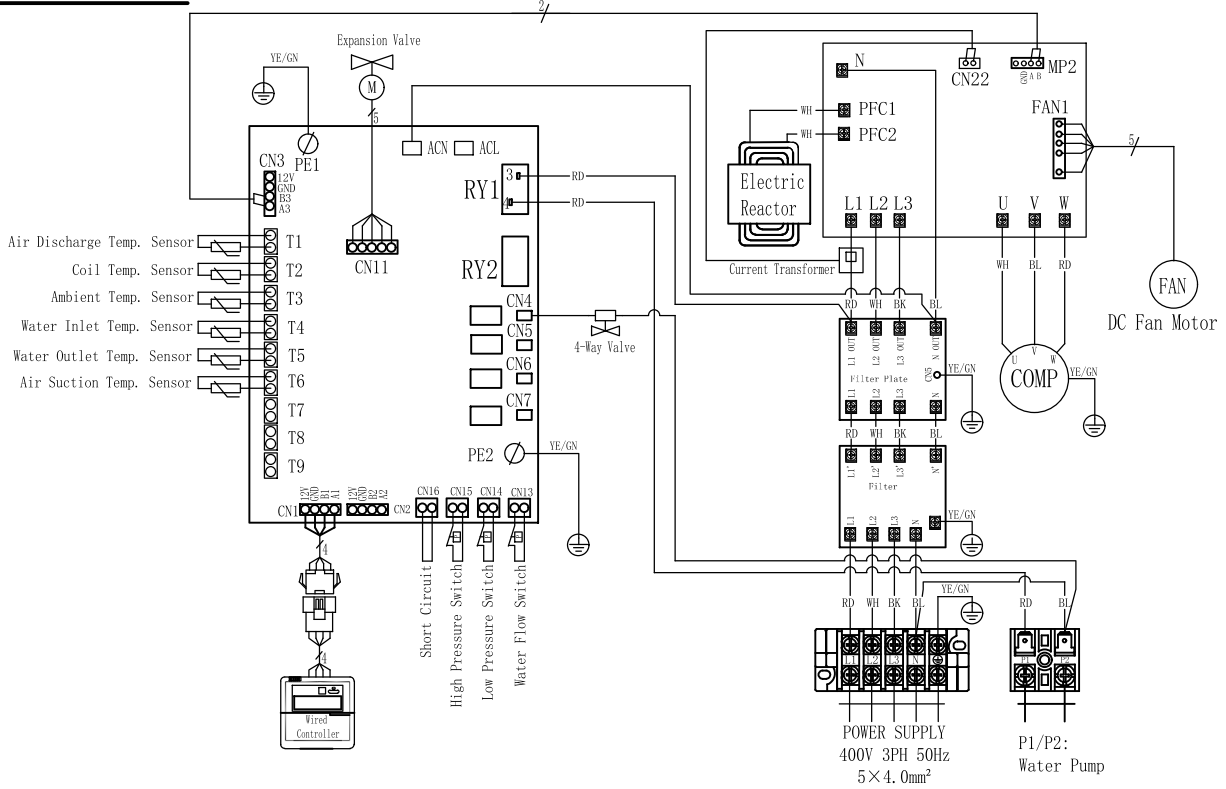 2
Expansion Valve
YE/GN
M
5
PE1
ACN
ACL
CN3
12V
GND
B3
A3
RY1
3
RD
4
RD
Air Discharge Temp. Sensor
T1
CN11
Coil Temp. Sensor
T2
RY2
Ambient Temp. Sensor
T3
CN4
Water Inlet Temp. Sensor
T4
CN5
4-Way Valve
Water Outlet Temp. Sensor
T5
CN6
Air Suction Temp. Sensor
T6
CN7
T7
T8
PE2
YE/GN
T9
CN1
12V
GND
B1
A1
12V
GND
B2
A2
CN2
CN16
CN15
CN14
CN13
4
Short Circuit
High Pressure Switch
Low Pressure Switch
Water Flow Switch
4
Wired
Controller
N
CN22
GND
A
B
MP2
WH
PFC1
WH
PFC2
FAN1
5
Electric
Reactor
L1
L2
L3
U
V
W
Current Transformer
WH
BL
RD
FAN
DC Fan Motor
RD
WH
BK
BL
L1 OUT
L2 OUT
L3 OUT
N OUT
Filter Plate
CN5
YE/GN
L1
L2
L3
N
U
V
W
COMP
YE/GN
RD
WH
BK
BL
L1'
L2'
L3'
N'
Filter
L1
L2
L3
N
YE/GN
RD
WH
BK
BL
YE/GN
RD
BL
L1
L2
L3
N
P1
P2
POWER SUPPLY
400V 3PH 50Hz
5×4.0mm²
P1/P2:
Water Pump